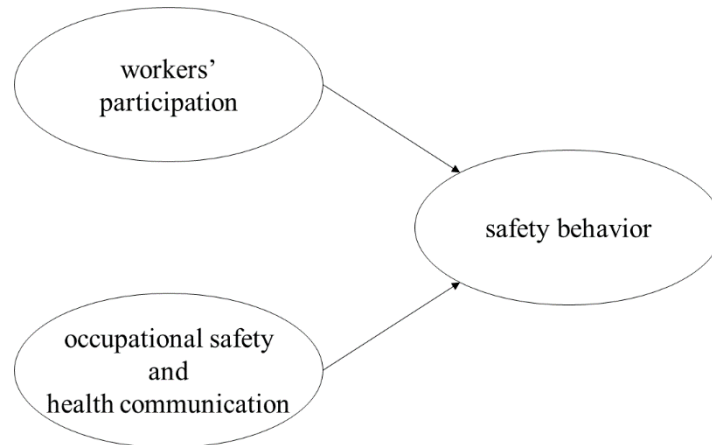 workers’
participation
safety behavior
occupational safety
and
health communication